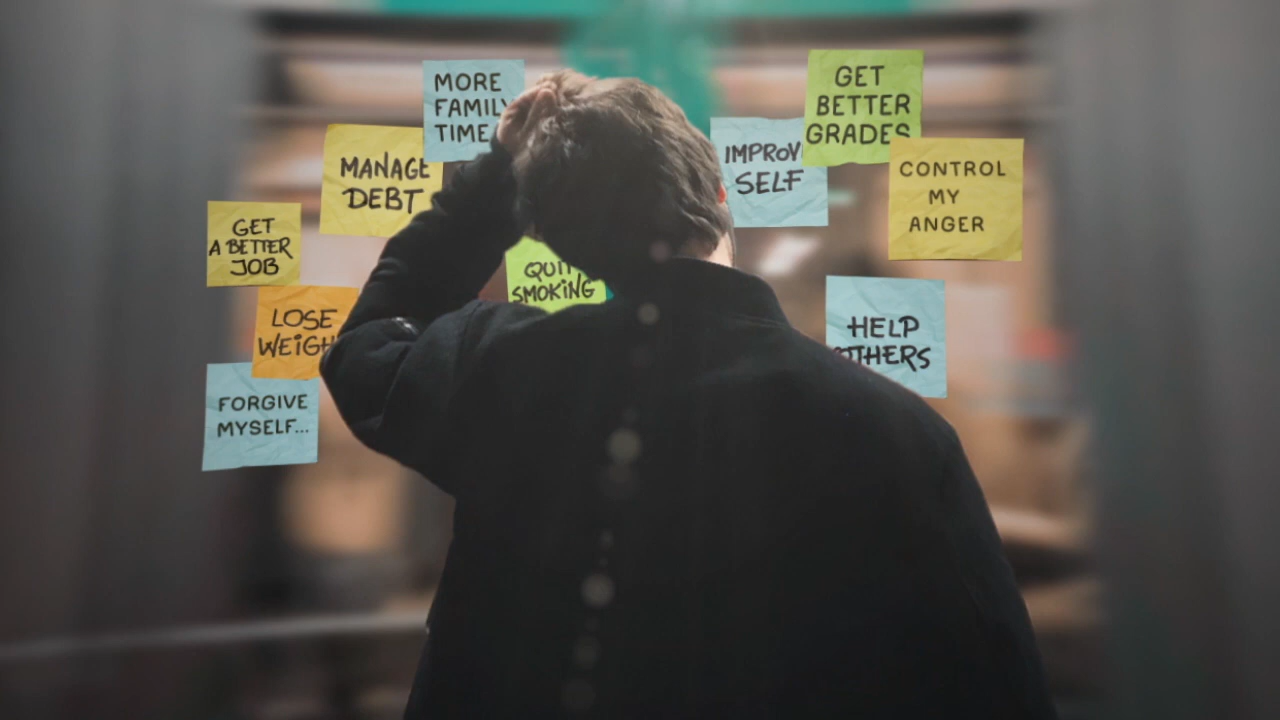 MORE
FAMILY
TIME
MANAGE
DEBT
GET
A BETTER
JOB
LOSE
WEIGH
FORGIVE
MYSELF...
QUIT
SMOKING
IMPROV
SELF
GET
BETTER
GRADES
CONTROL
MY
ANGER
HELP
OTHERS